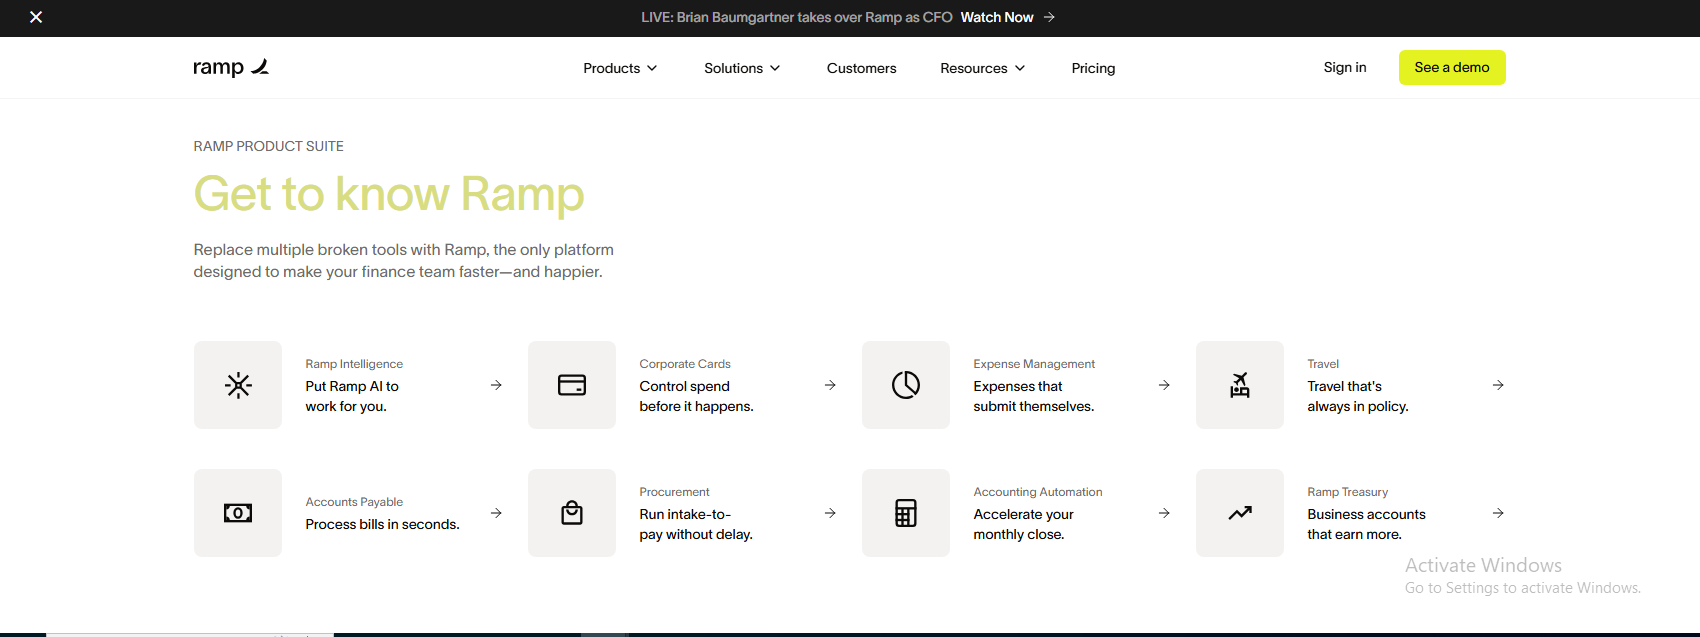 LIVE: Brian Baumgartner takes over Ramp as CFO Watch Now
ramp
Products
Solutions
Customers
Resources
Pricing
Sign in
See a demo
RAMP PRODUCT SUITE
Get to know Ramp
Replace multiple broken tools with Ramp, the only platform
designed to make your finance team faster—and happier.
Ramp Intelligence
Put Ramp AI to
work for you.
Corporate Cards
Control spend
before it happens.
Expense Management
Expenses that
submit themselves.
Travel
Travel that's
always in policy.
Accounts Payable
Process bills in seconds.
Procurement
Run intake-to-
pay without delay.
Accounting Automation
Accelerate your
monthly close.
Ramp Treasury
Business accounts
that earn more.
Activate Windows
Go to Settings to activate Windows.